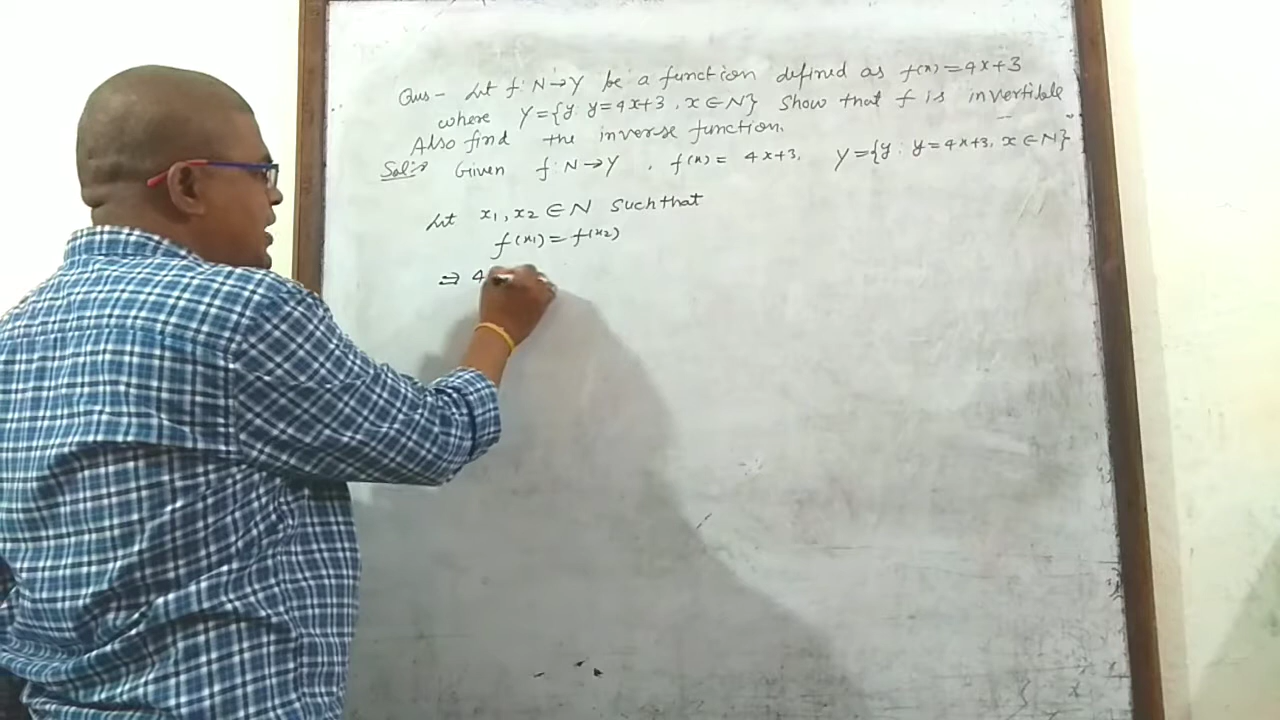 Ques- Let f: N→Y be a function defined as f(x) = 4x+3
where Y={y: y=4x+3, x∈N} Show that f is invertible
Also find the inverse function.
Sol:→ Given f: N→Y, f(x) = 4x+3, Y={y: y=4x+3, x∈N}
Let x1, x2 ∈ N such that
f(x1) = f(x2)
⇒ 4